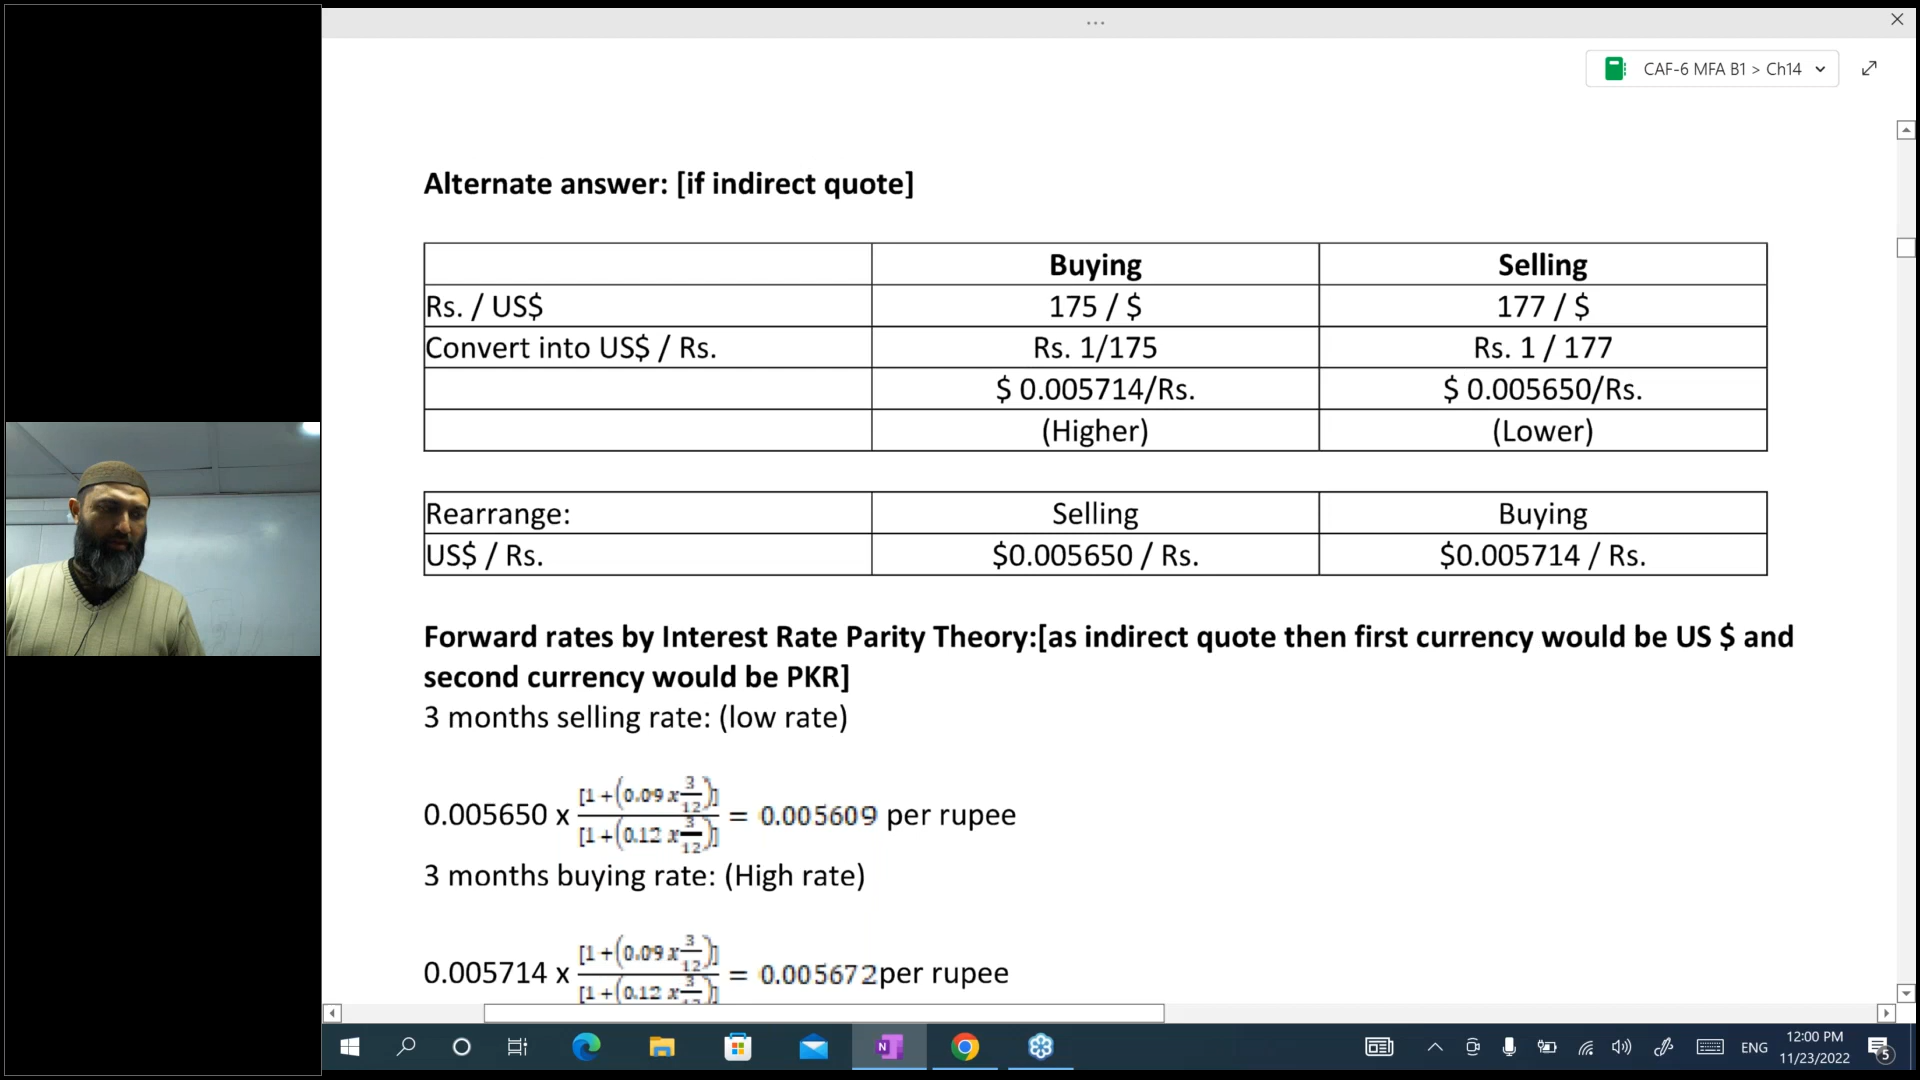 CAF-6 MFA B1 > Ch14
Alternate answer: [if indirect quote]
Buying Selling
Rs. / US$ 175 / $ 177 / $
Convert into US$ / Rs. Rs. 1/175 Rs. 1 / 177
$ 0.005714/Rs. $ 0.005650/Rs.
(Higher) (Lower)
Rearrange: Selling Buying
US$ / Rs. $0.005650 / Rs. $0.005714 / Rs.
Forward rates by Interest Rate Parity Theory:[as indirect quote then first currency would be US $ and
second currency would be PKR]
3 months selling rate: (low rate)
0.005650 x [1 +(0.09 x 3/12)] / [1 +(0.12 x 3/12)] = 0.005609 per rupee
3 months buying rate: (High rate)
0.005714 x [1 +(0.09 x 3/12)] / [1 +(0.12 x 3/12)] = 0.005672per rupee
ENG
12:00 PM
11/23/2022
5